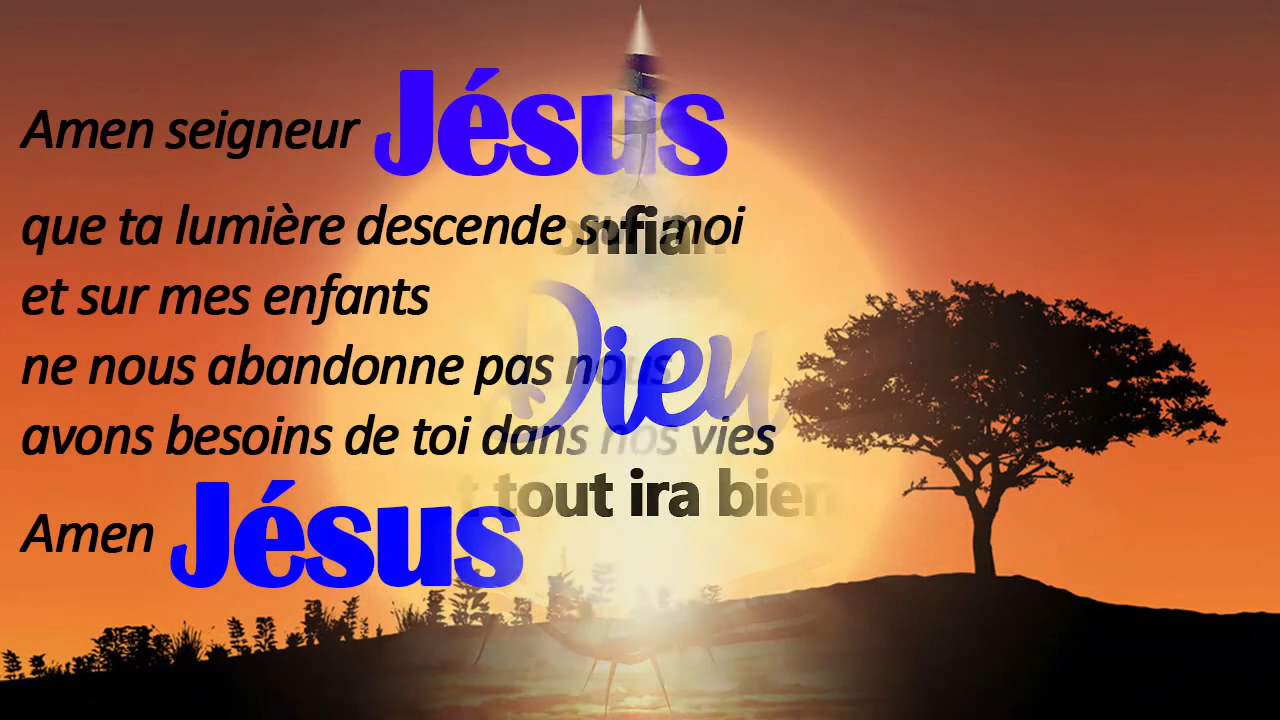 Amen seigneur Jésus
que ta lumière descende sur moi
et sur mes enfants
ne nous abandonne pas nous
avons besoins de toi dans nos vies
Amen Jésus
Dieu
tout ira bien